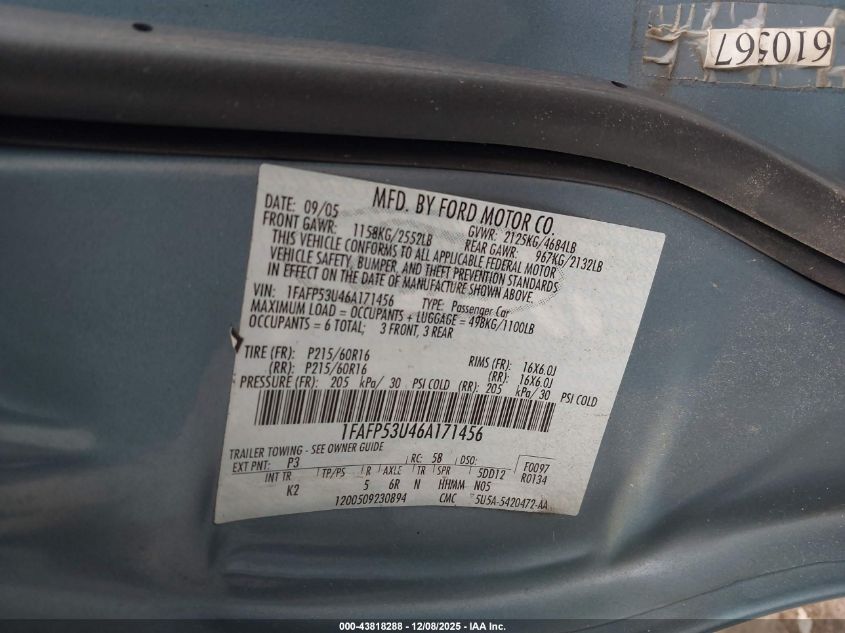 610567
MFD. BY FORD MOTOR CO.
DATE: 09/05 GVWR: 2125KG/4684LB
FRONT GAWR: 1158KG/2552LB REAR GAWR: 967KG/2132LB
THIS VEHICLE CONFORMS TO ALL APPLICABLE FEDERAL MOTOR
VEHICLE SAFETY, BUMPER, AND THEFT PREVENTION STANDARDS
IN EFFECT ON THE DATE OF MANUFACTURE SHOWN ABOVE.
VIN: 1FAFP53U46A171456 TYPE: Passenger Car
MAXIMUM LOAD = OCCUPANTS + LUGGAGE = 498KG/1100LB
OCCUPANTS = 6 TOTAL; 3 FRONT, 3 REAR
TIRE (FR): P215/60R16 RIMS (FR): 16X6.0J
(RR): P215/60R16 (RR): 16X6.0J
PRESSURE (FR): 205 kPa/ 30 PSI COLD (RR): 205 kPa/ 30 PSI COLD
1FAFP53U46A171456
TRAILER TOWING - SEE OWNER GUIDE
EXT PNT: P3 RC: 5B DSO: F0097
INT TR TP/PS R AXLE TR SPR 5DD12 R0134
K2 5 6R N HHMM N05
1200509230894 CMC 5U5A-5420472-AA
000-43818288 - 12/08/2025 - IAA Inc.